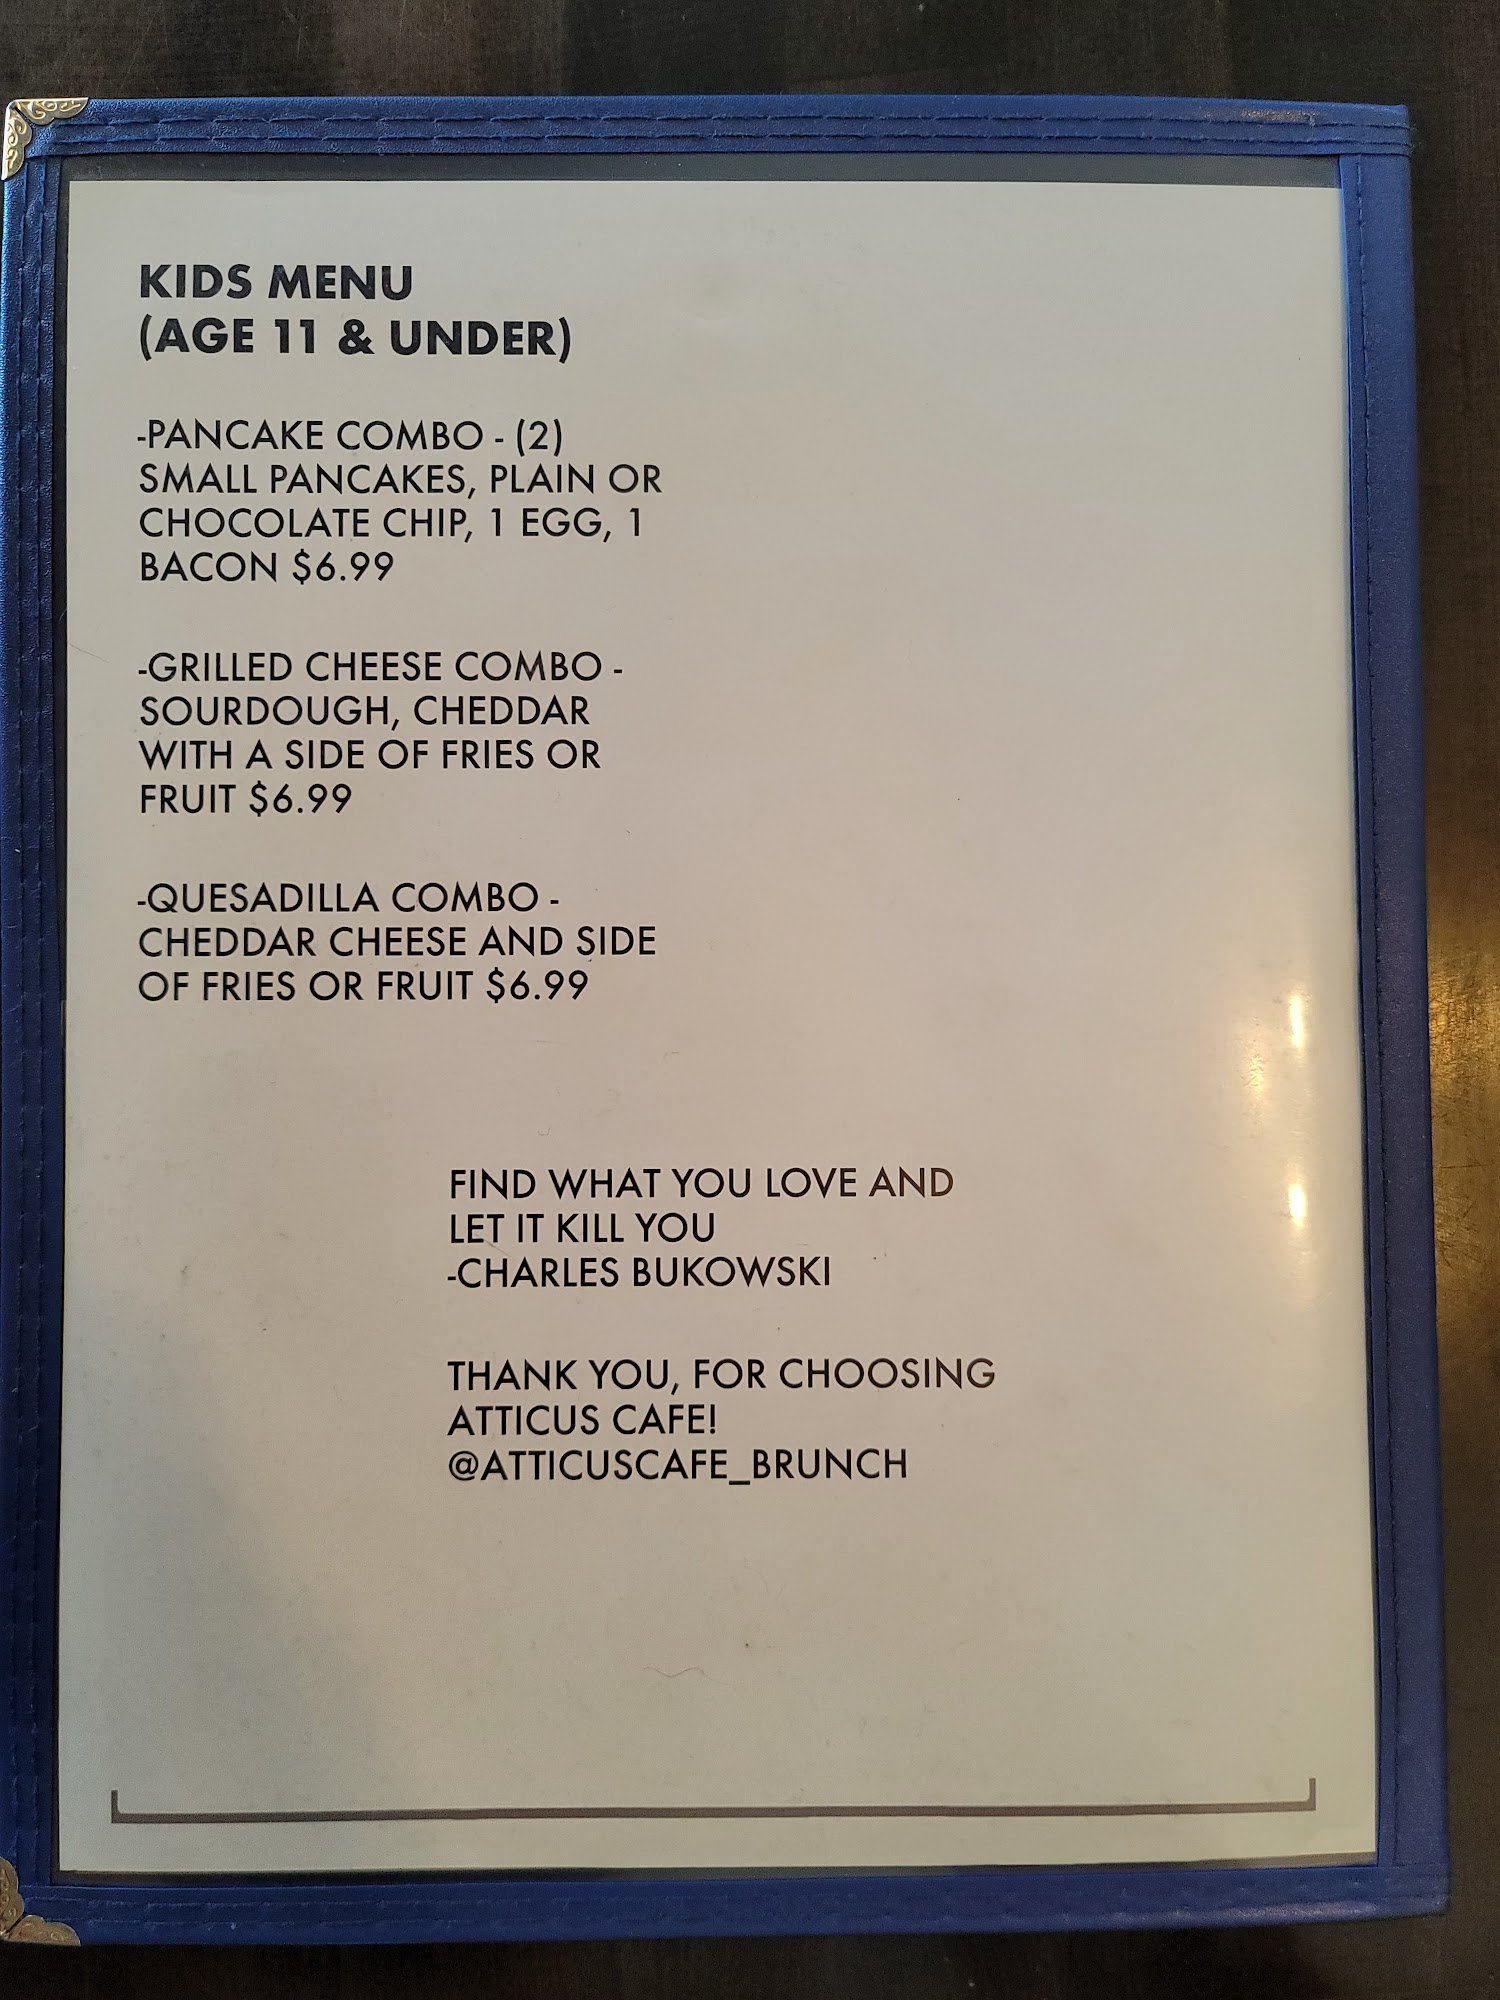 KIDS MENU
(AGE 11 & UNDER)
-PANCAKE COMBO - (2)
SMALL PANCAKES, PLAIN OR
CHOCOLATE CHIP, 1 EGG, 1
BACON $6.99
-GRILLED CHEESE COMBO -
SOURDOUGH, CHEDDAR
WITH A SIDE OF FRIES OR
FRUIT $6.99
-QUESADILLA COMBO -
CHEDDAR CHEESE AND SIDE
OF FRIES OR FRUIT $6.99
FIND WHAT YOU LOVE AND
LET IT KILL YOU
-CHARLES BUKOWSKI
THANK YOU, FOR CHOOSING
ATTICUS CAFE!
@ATTICUSCAFE_BRUNCH